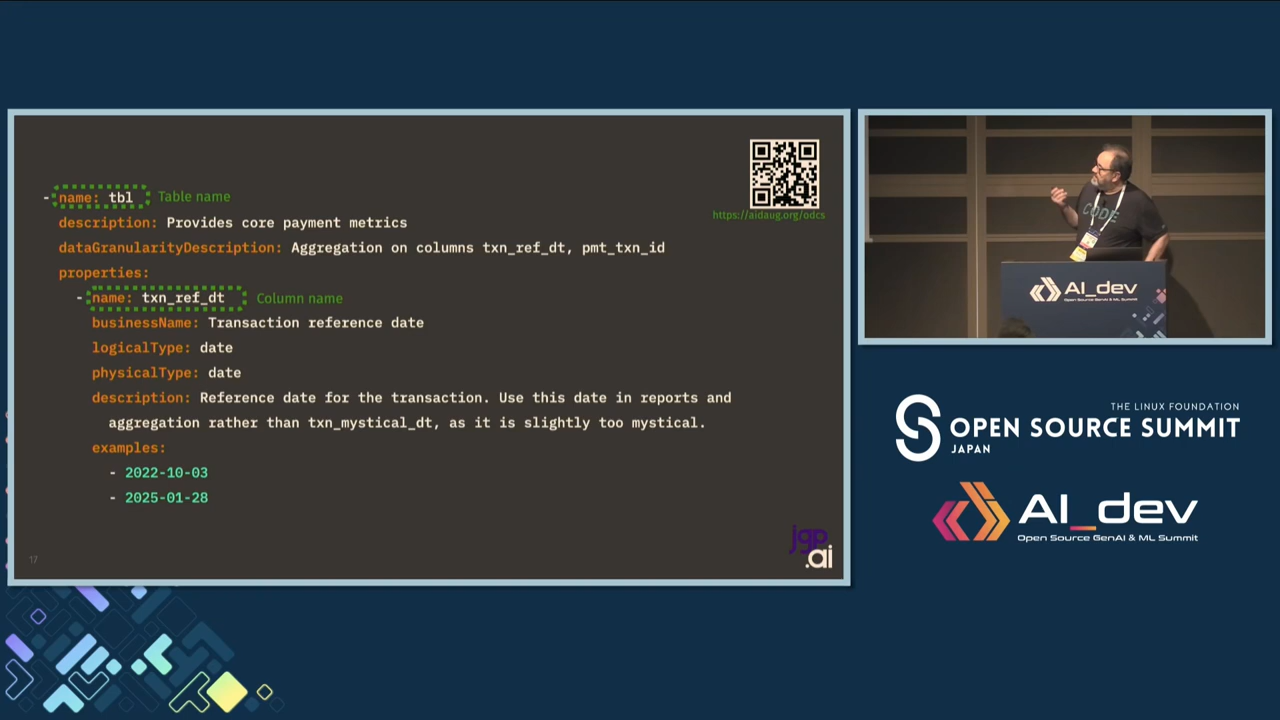 - name: tbl Table name
description: Provides core payment metrics
dataGranularityDescription: Aggregation on columns txn_ref_dt, pmt_txn_id
properties:
- name: txn_ref_dt Column name
businessName: Transaction reference date
logicalType: date
physicalType: date
description: Reference date for the transaction. Use this date in reports and
aggregation rather than txn_mystical_dt, as it is slightly too mystical.
examples:
- 2022-10-03
- 2025-01-28
https://aidaug.org/odcs
17
jgp
.ai
CODE
AI_dev
Open Source GenAI & ML Summit
THE LINUX FOUNDATION
OPEN SOURCE SUMMIT
JAPAN
AI_dev
Open Source GenAI & ML Summit